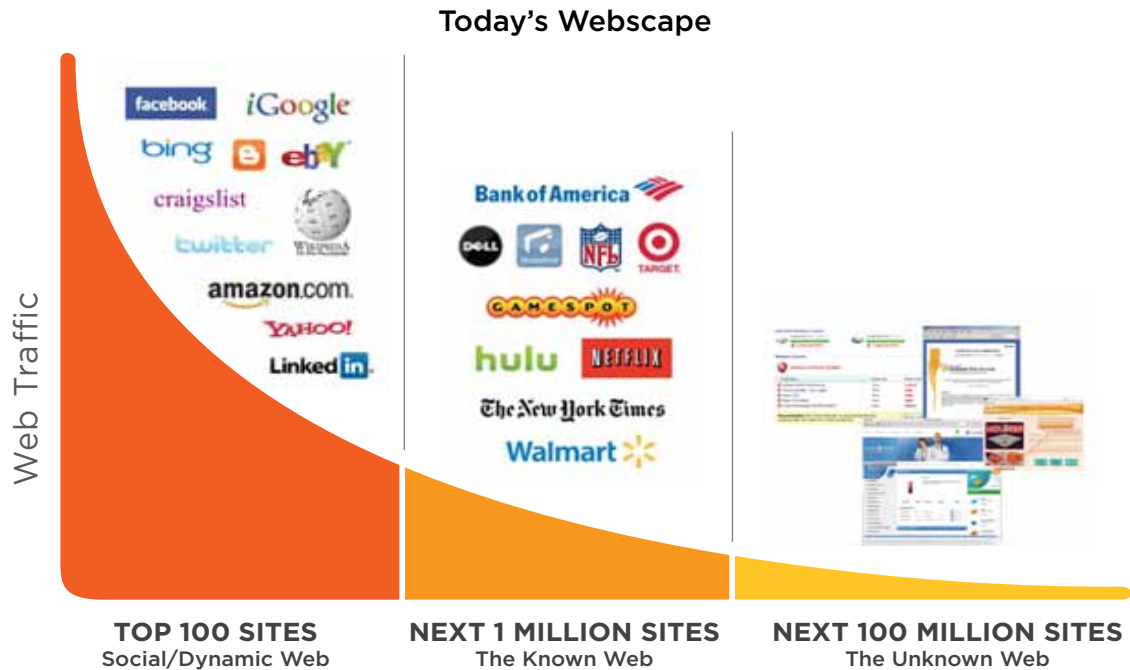 Today's Webscape
facebook
iGoogle
bing
ebY
craigslist
twitter
WIKIPEDIA
amazon.com.
YAHOO!
Linked in.
Bank of America
DELL
NFL
TARGET.
GAMESPOT
hulu
NETFLIX
The New York Times
Walmart
Web Traffic
TOP 100 SITES
Social/Dynamic Web
NEXT 1 MILLION SITES
The Known Web
NEXT 100 MILLION SITES
The Unknown Web